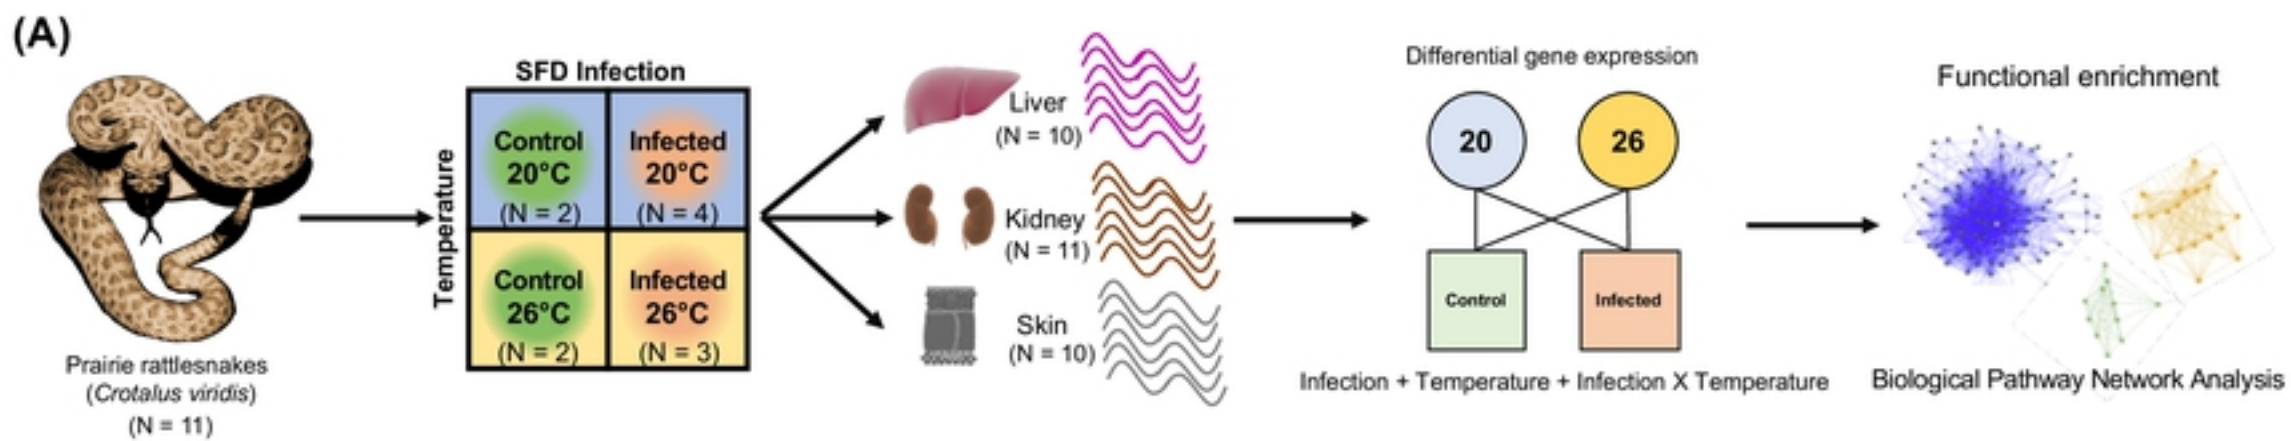 (A)
Prairie rattlesnakes
(Crotalus viridis)
(N = 11)
SFD Infection
Temperature
Control
20°C
(N = 2)
Infected
20°C
(N = 4)
Control
26°C
(N = 2)
Infected
26°C
(N = 3)
Liver
(N = 10)
Kidney
(N = 11)
Skin
(N = 10)
Differential gene expression
20
26
Control
Infected
Infection + Temperature + Infection X Temperature
Functional enrichment
Biological Pathway Network Analysis